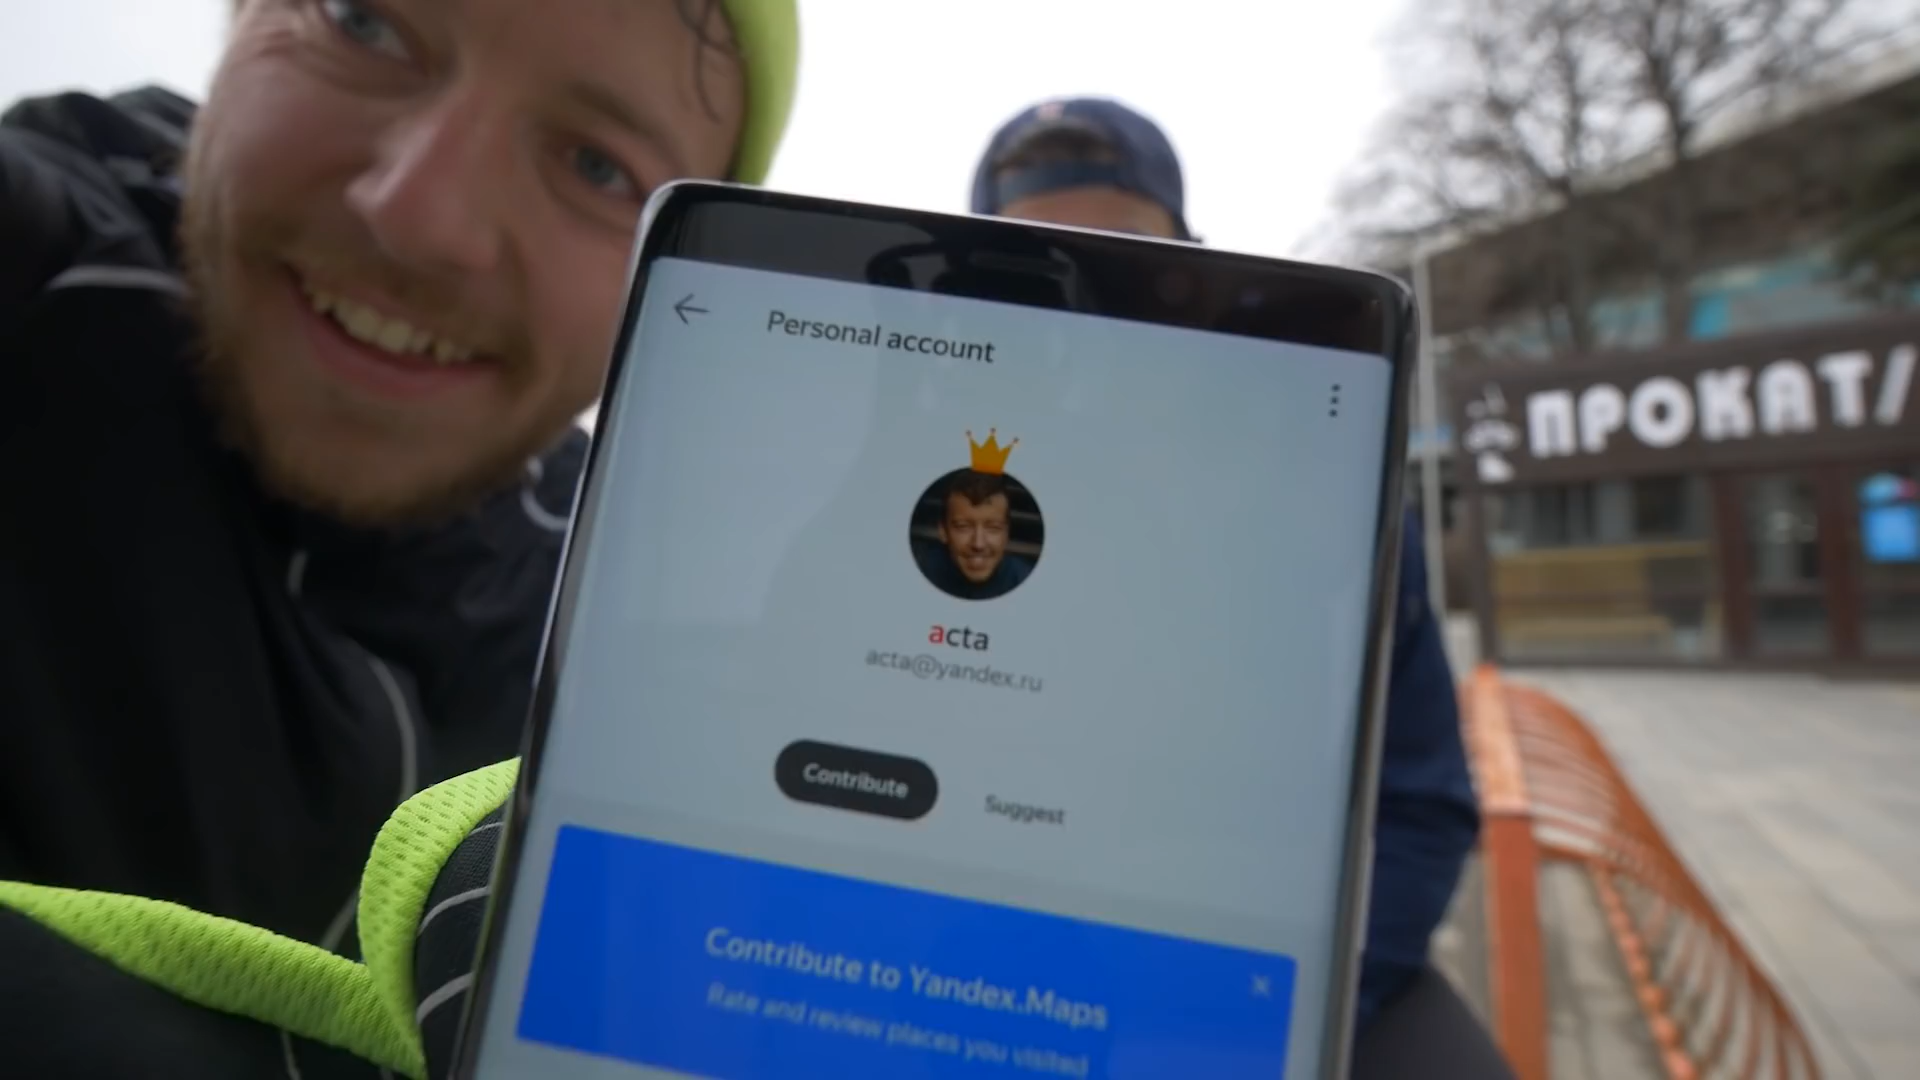 Personal account
acta
acta@yandex.ru
Contribute
Suggest
Contribute to Yandex.Maps
Rate and review places you visited
ПРОКАТ/